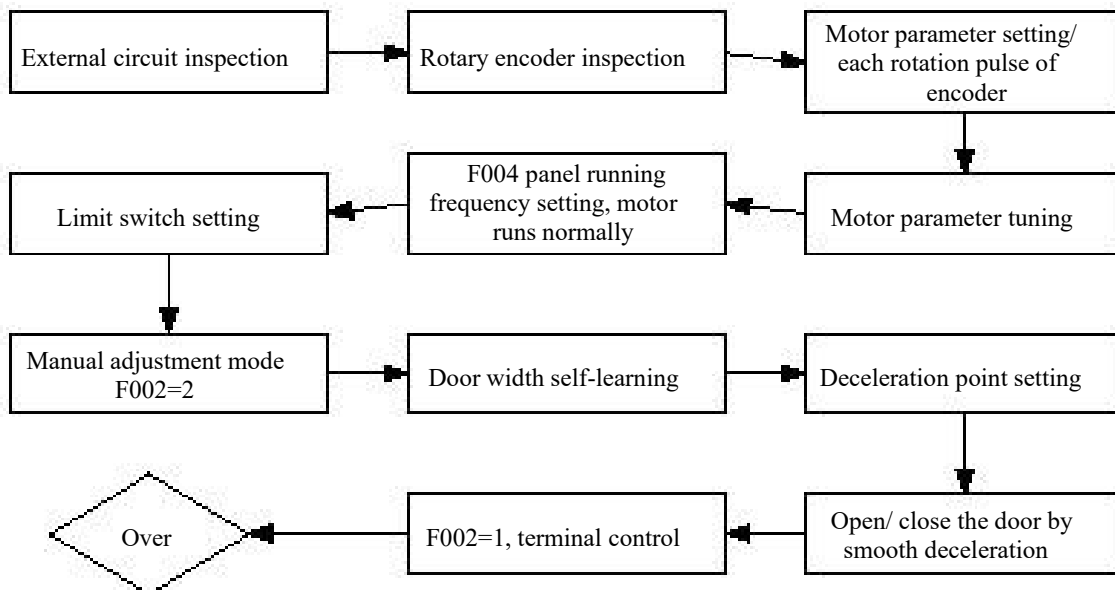 External circuit inspection
Rotary encoder inspection
Motor parameter setting/
each rotation pulse of
encoder
Motor parameter tuning
F004 panel running
frequency setting, motor
runs normally
Limit switch setting
Manual adjustment mode
F002=2
Door width self-learning
Deceleration point setting
Open/ close the door by
smooth deceleration
F002=1, terminal control
Over